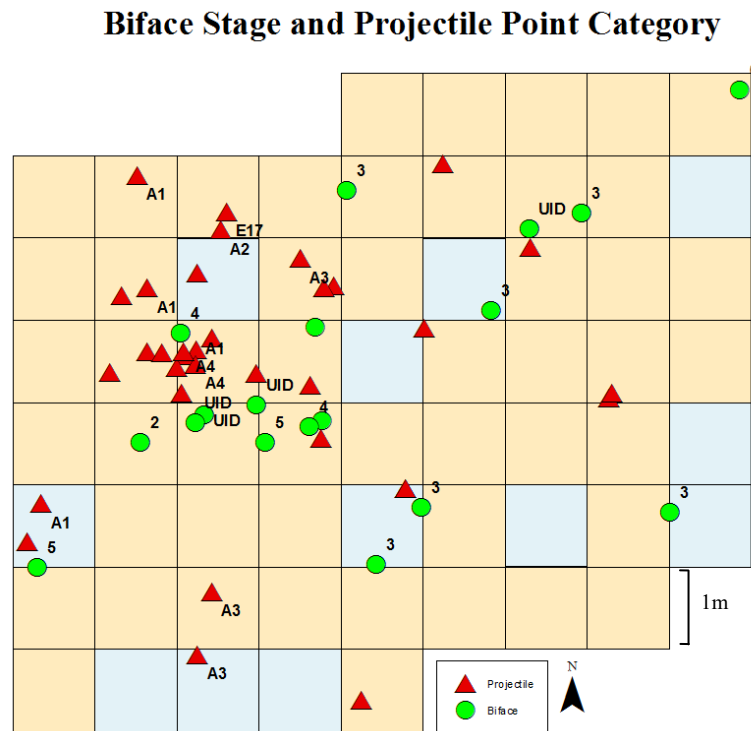 Biface Stage and Projectile Point Category
3
3
A1
UID
E17
A2
A3
3
A1
4
A1
A4
A4
UID
UID
4
2
UID
5
3
3
A1
5
3
A3
1m
A3
N
Projectile
Biface